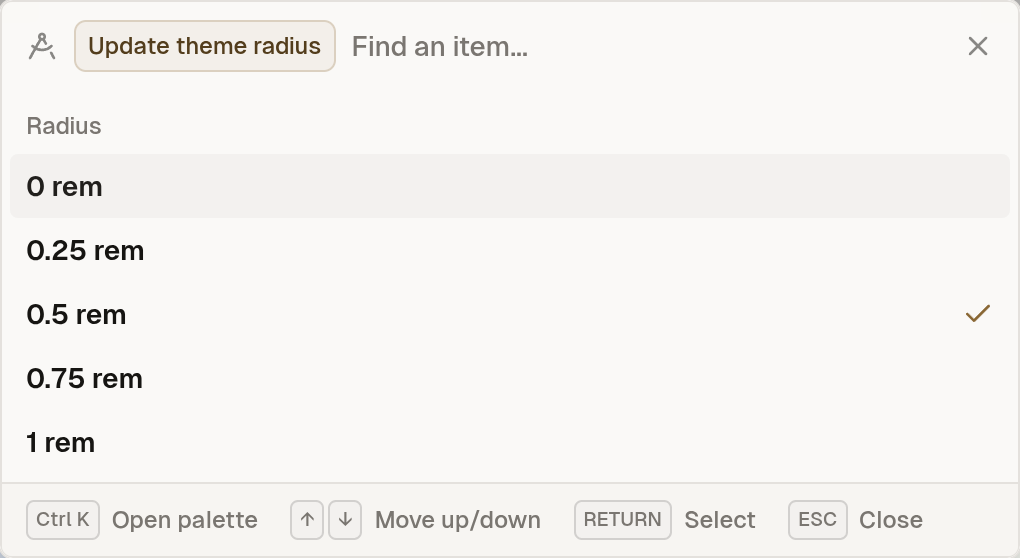 Update theme radius Find an item...
Radius
0 rem
0.25 rem
0.5 rem
0.75 rem
1 rem
Ctrl K Open palette ↑ ↓ Move up/down RETURN Select ESC Close